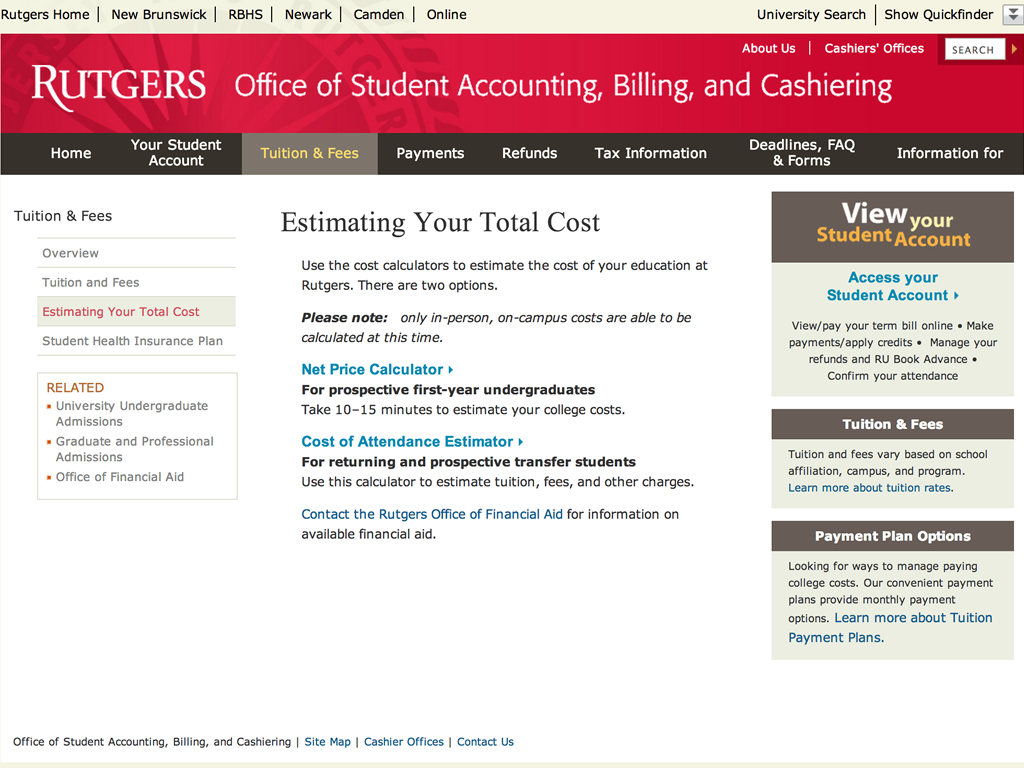 Rutgers Home | New Brunswick | RBHS | Newark | Camden | Online
University Search | Show Quickfinder
About Us | Cashiers' Offices
SEARCH
RUTGERS Office of Student Accounting, Billing, and Cashiering
Home
Your Student
Account
Tuition & Fees
Payments
Refunds
Tax Information
Deadlines, FAQ
& Forms
Information for
Tuition & Fees
Overview
Tuition and Fees
Estimating Your Total Cost
Student Health Insurance Plan
RELATED
University Undergraduate
Admissions
Graduate and Professional
Admissions
Office of Financial Aid
Estimating Your Total Cost
Use the cost calculators to estimate the cost of your education at
Rutgers. There are two options.
Please note: only in-person, on-campus costs are able to be
calculated at this time.
Net Price Calculator
For prospective first-year undergraduates
Take 10–15 minutes to estimate your college costs.
Cost of Attendance Estimator
For returning and prospective transfer students
Use this calculator to estimate tuition, fees, and other charges.
Contact the Rutgers Office of Financial Aid for information on
available financial aid.
View your
Student Account
Access your
Student Account
View/pay your term bill online • Make
payments/apply credits • Manage your
refunds and RU Book Advance •
Confirm your attendance
Tuition & Fees
Tuition and fees vary based on school
affiliation, campus, and program.
Learn more about tuition rates.
Payment Plan Options
Looking for ways to manage paying
college costs. Our convenient payment
plans provide monthly payment
options. Learn more about Tuition
Payment Plans.
Office of Student Accounting, Billing, and Cashiering | Site Map | Cashier Offices | Contact Us